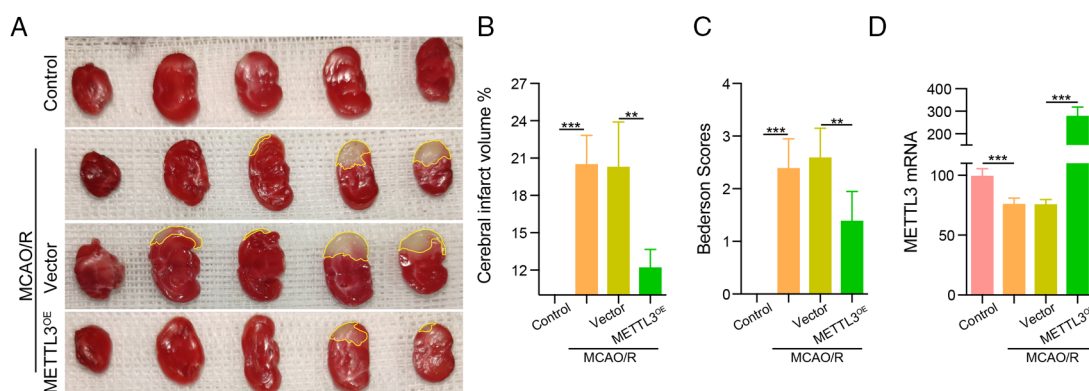 A
Control
MCAO/R
Vector
METTL3OE
B
Cerebral infarct volume %
27
24
21
18
15
12
***
**
Control
Vector
METTL3OE
MCAO/R
C
Bederson Scores
4
3
2
1
0
***
**
Control
Vector
METTL3OE
MCAO/R
D
METTL3 mRNA
400
300
200
100
50
0
***
***
Control
Vector
METTL3OE
MCAO/R